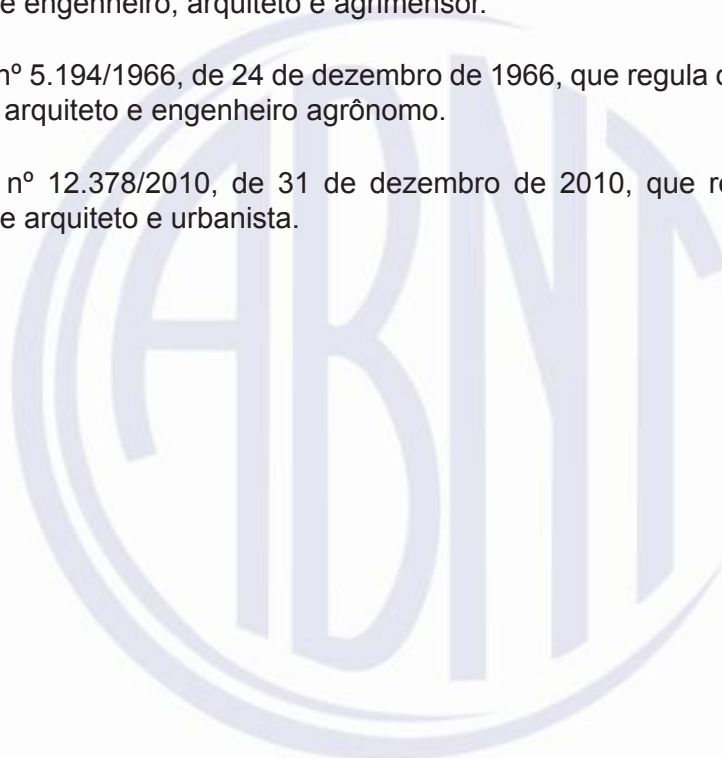 e engenheiro, arquiteto e agrimensor.
nº 5.194/1966, de 24 de dezembro de 1966, que regula
arquiteto e engenheiro agrônomo.
nº 12.378/2010, de 31 de dezembro de 2010, que
e arquiteto e urbanista.
ABNT